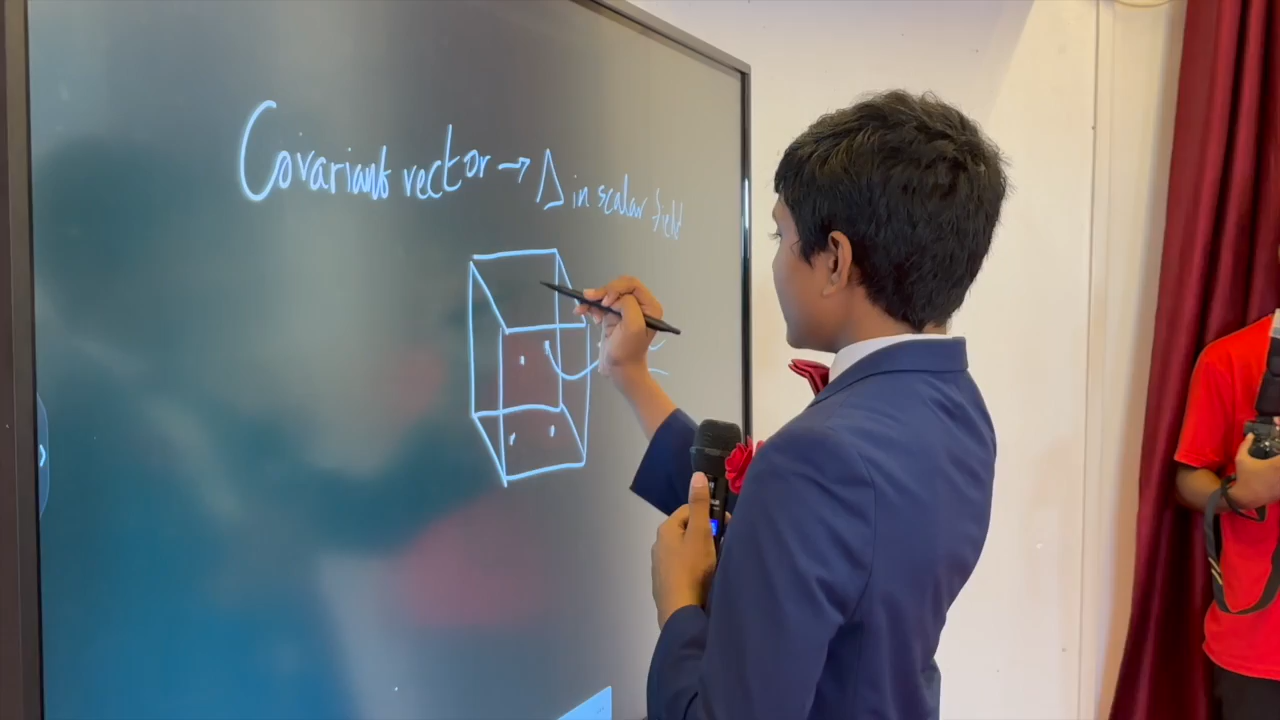 Covariant vector → Δ in scalar field